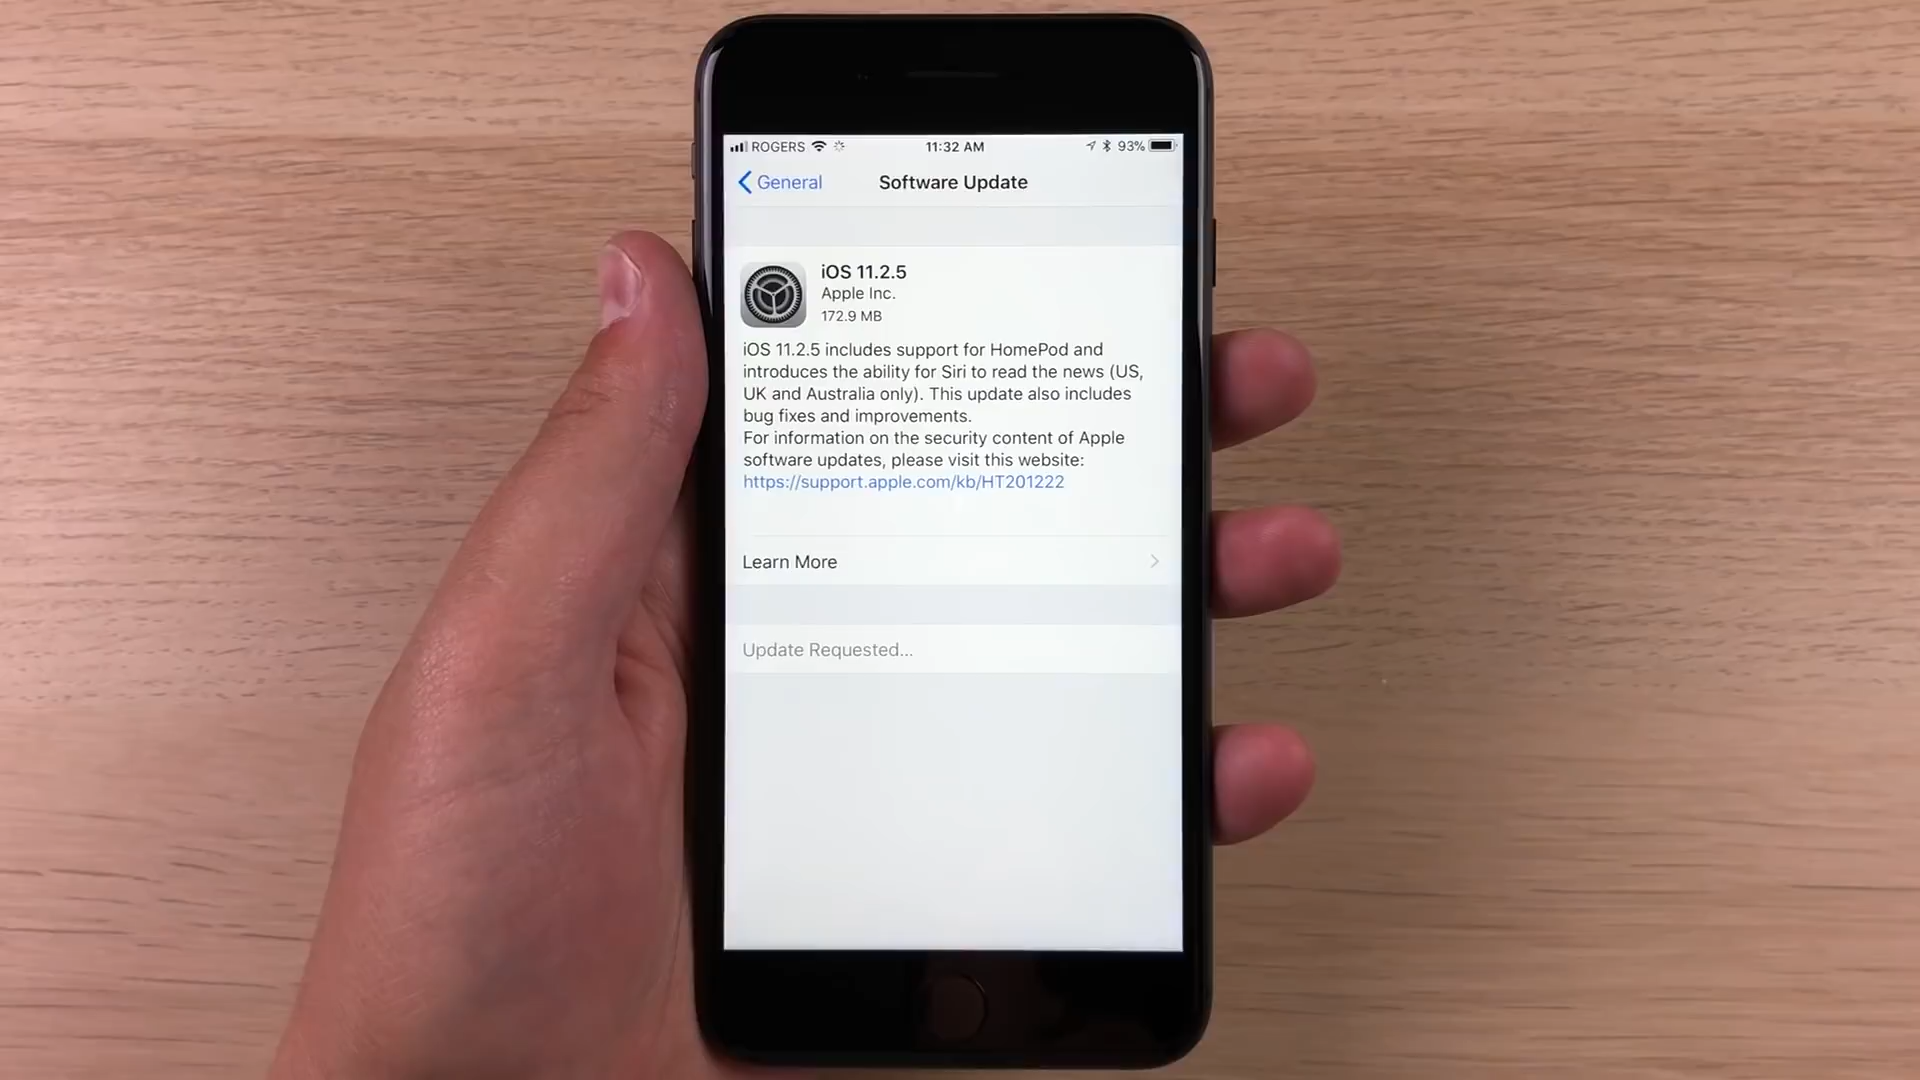 ROGERS 11:32 AM 93%
General Software Update
iOS 11.2.5
Apple Inc.
172.9 MB
iOS 11.2.5 includes support for HomePod and
introduces the ability for Siri to read the news (US,
UK and Australia only). This update also includes
bug fixes and improvements.
For information on the security content of Apple
software updates, please visit this website:
https://support.apple.com/kb/HT201222
Learn More
Update Requested...